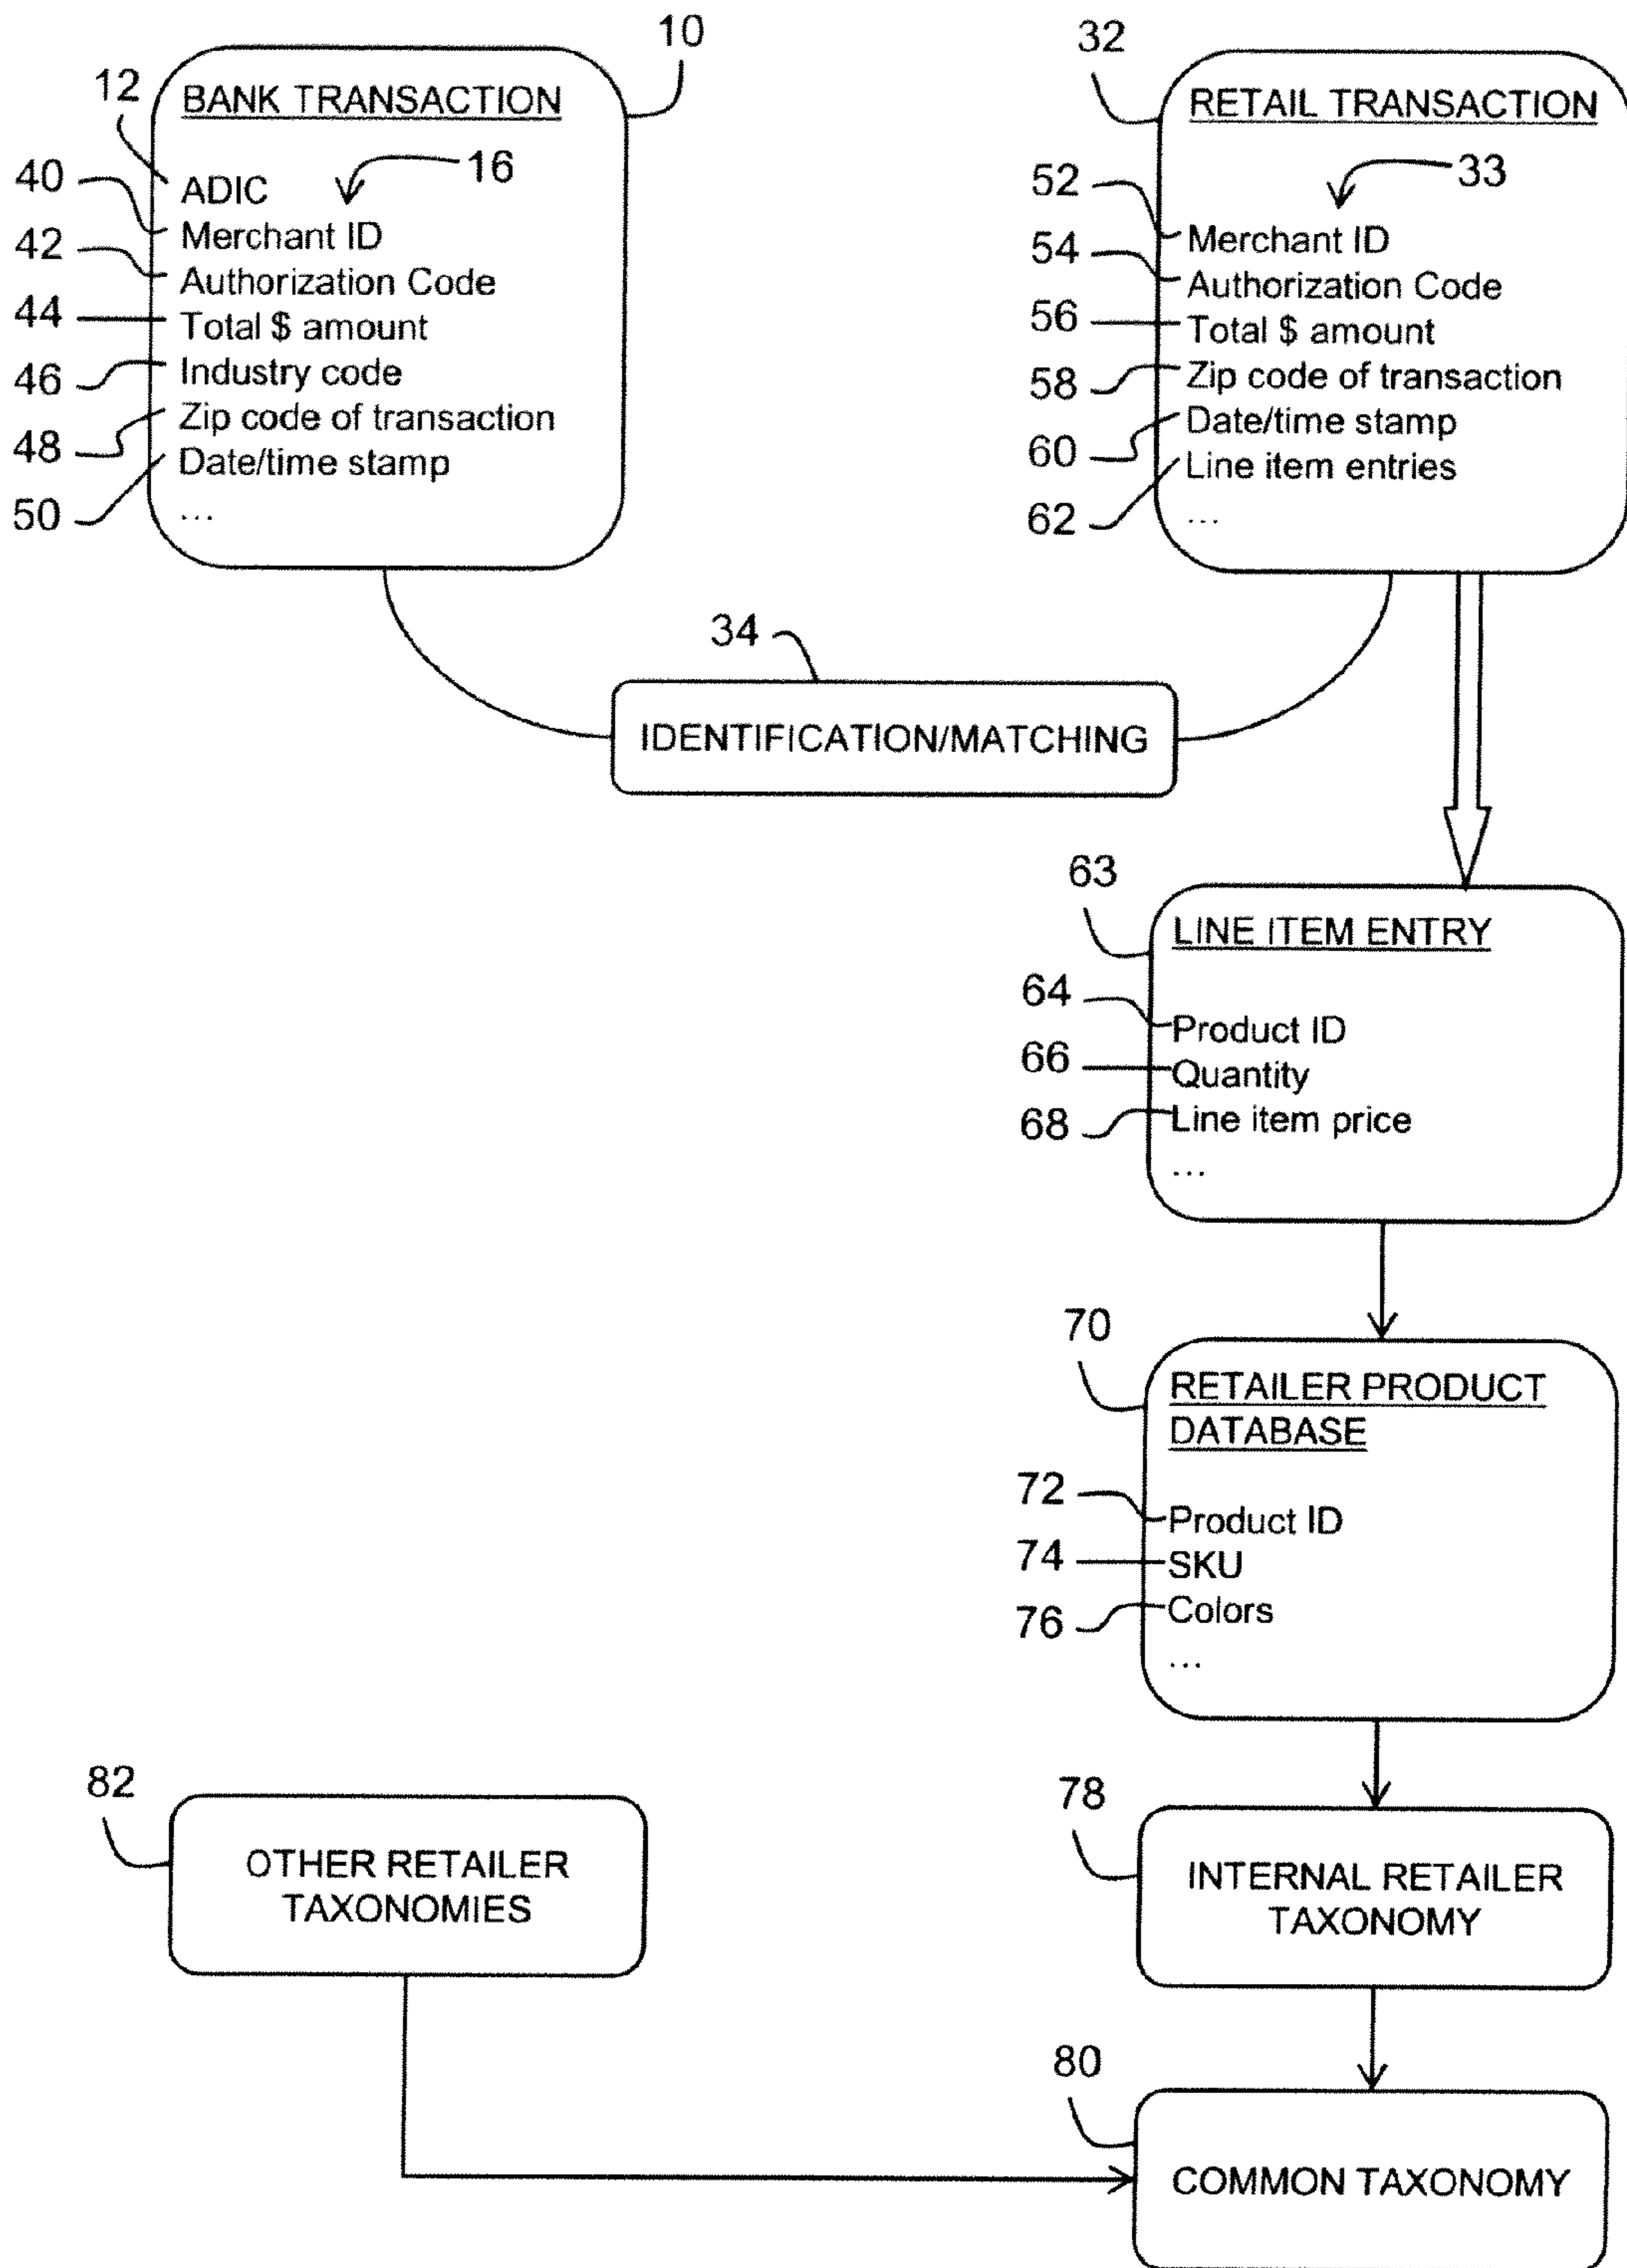 10
12
BANK TRANSACTION
16
40
ADIC
42
Merchant ID
44
Authorization Code
46
Total $ amount
48
Industry code
50
Zip code of transaction
Date/time stamp
...
32
RETAIL TRANSACTION
33
52
Merchant ID
54
Authorization Code
56
Total $ amount
58
Zip code of transaction
60
Date/time stamp
62
Line item entries
...
34
IDENTIFICATION/MATCHING
63
LINE ITEM ENTRY
64
Product ID
66
Quantity
68
Line item price
...
70
RETAILER PRODUCT
DATABASE
72
Product ID
74
SKU
76
Colors
...
82
OTHER RETAILER
TAXONOMIES
78
INTERNAL RETAILER
TAXONOMY
80
COMMON TAXONOMY